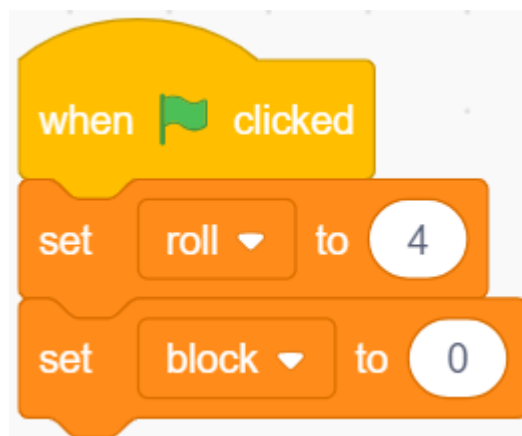 when clicked
set roll to 4
set block to 0